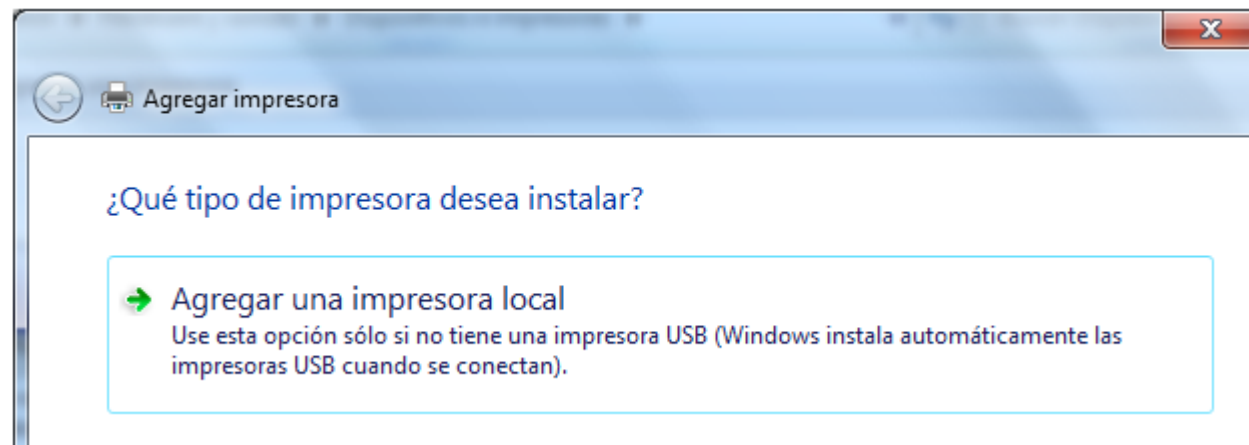 Agregar impresora
¿Qué tipo de impresora desea instalar?
Agregar una impresora local
Use esta opción sólo si no tiene una impresora USB (Windows instala automáticamente las
impresoras USB cuando se conectan).